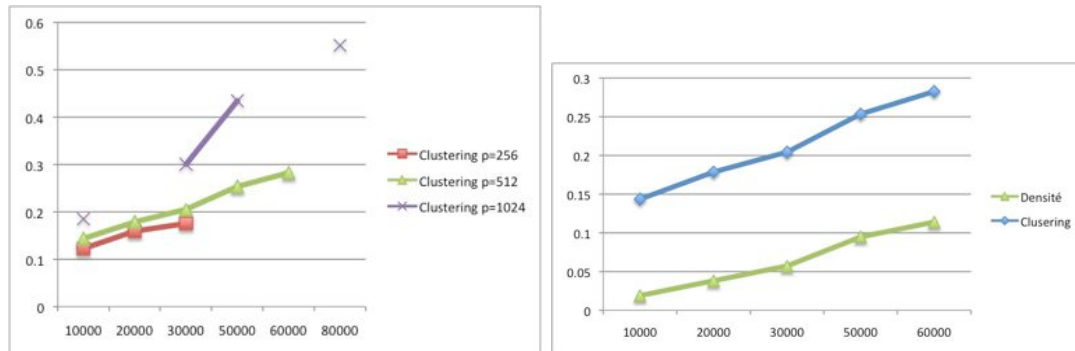 0.6
0.5
0.4
0.3
0.2
0.1
0
10000 20000 30000 50000 60000 80000
Clustering p=256
Clustering p=512
Clustering p=1024
0.3
0.25
0.2
0.15
0.1
0.05
0
10000 20000 30000 50000 60000
Densité
Clusering